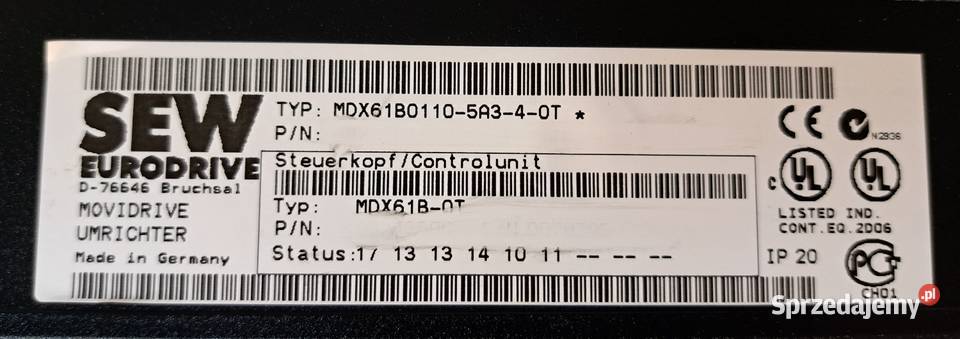 SEW
EURODRIVE
D-76646 Bruchsal
MOVIDRIVE
UMRICHTER
Made in Germany
TYP: MDX61B0110-5A3-4-0T *
P/N:
Steuerkopf/Controlunit
Typ: MDX61B-0T
P/N:
Status:17 13 13 14 10 11 -- -- --
CE
N2936
c UL UL
LISTED IND.
CONT.EQ.2006
IP 20
PCT
CH01
Sprzedajemy.pl